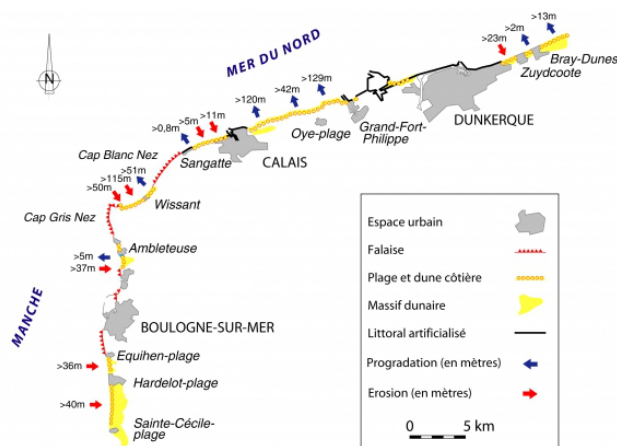 N
MER DU NORD
>13m
>2m
>23m
Bray-Dunes
Zuydcoote
>129m
>42m
>120m
DUNKERQUE
Grand-Fort-
Philippe
Oye-plage
>11m
>5m
>0,8m
CALAIS
Sangatte
Cap Blanc Nez
>51m
>115m
>50m
Wissant
Cap Gris Nez
Ambleteuse
>5m
>37m
MANCHE
BOULOGNE-SUR-MER
Equihen-plage
>36m
Hardelot-plage
>40m
Sainte-Cécile-
plage
Espace urbain
Falaise
Plage et dune côtière
Massif dunaire
Littoral artificialisé
Progradation (en mètres)
Erosion (en mètres)
0 5 km